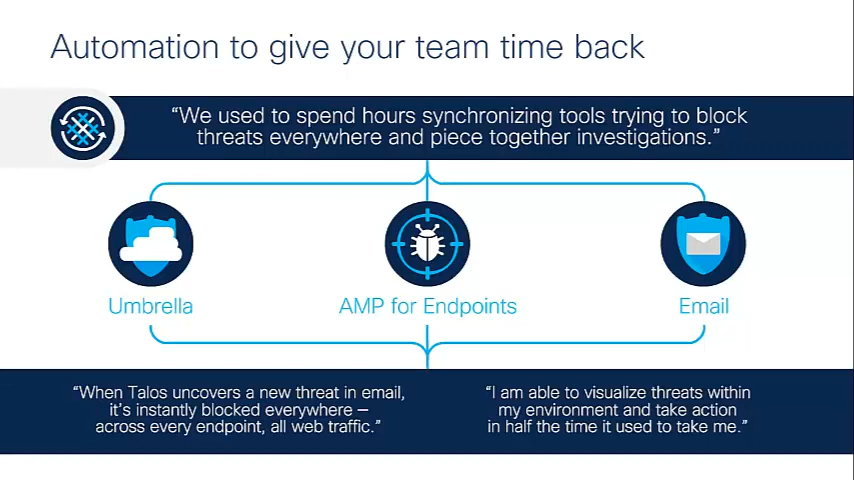 Automation to give your team time back
“We used to spend hours synchronizing tools trying to block
threats everywhere and piece together investigations.”
Umbrella
AMP for Endpoints
Email
“When Talos uncovers a new threat in email,
it’s instantly blocked everywhere –
across every endpoint, all web traffic.”
“I am able to visualize threats within
my environment and take action
in half the time it used to take me.”